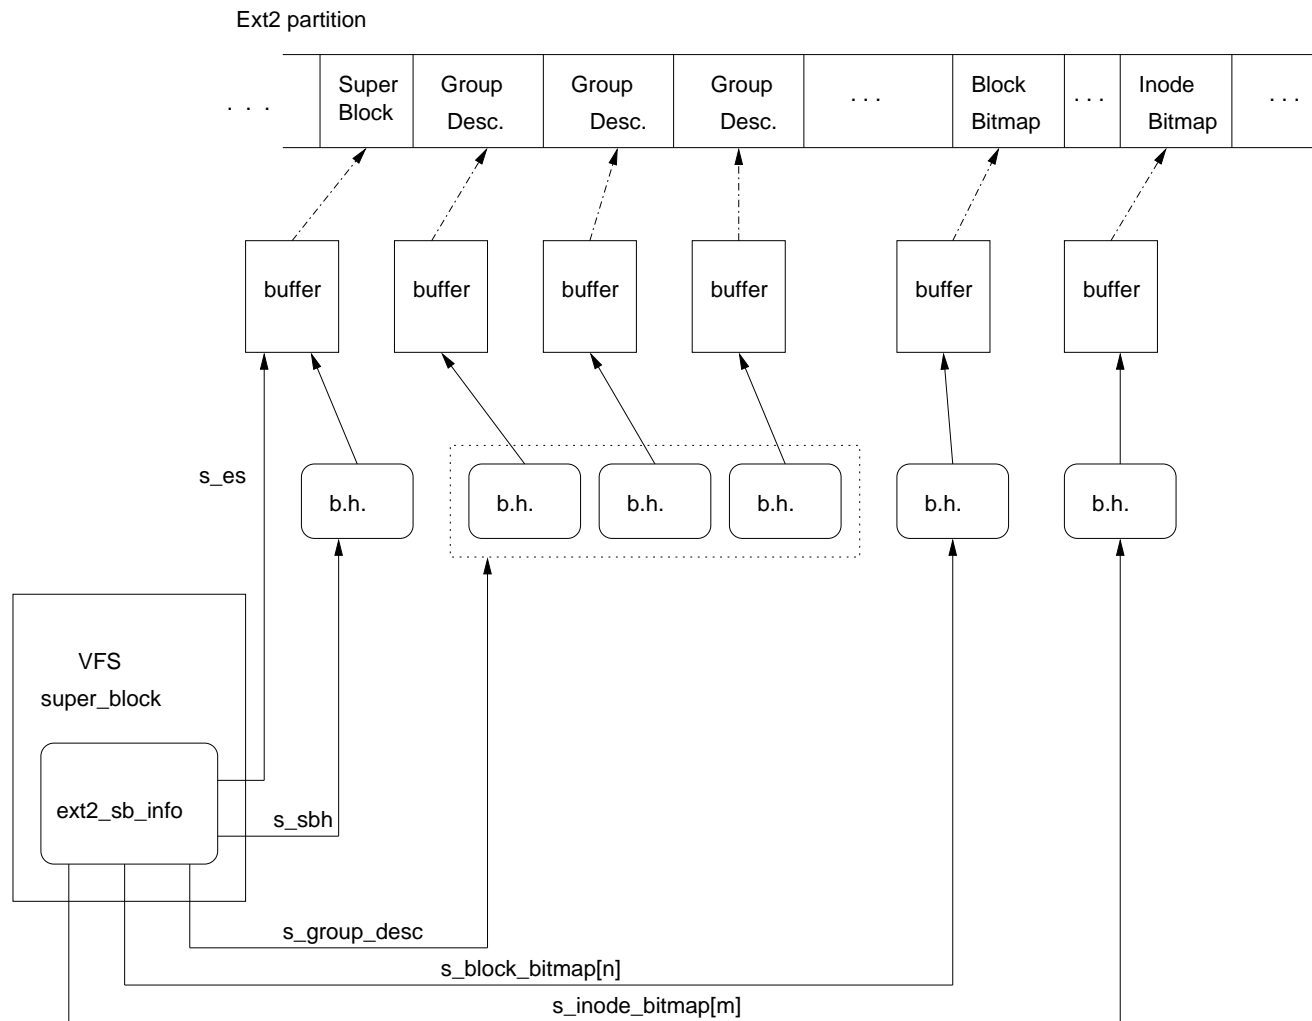 Ext2 partition
. . .
Super
Block
Group
Desc.
Group
Desc.
Group
Desc.
. . .
Block
Bitmap
. . .
Inode
Bitmap
. . .
buffer
buffer
buffer
buffer
buffer
buffer
s_es
b.h.
b.h.
b.h.
b.h.
b.h.
b.h.
VFS
super_block
ext2_sb_info
s_sbh
s_group_desc
s_block_bitmap[n]
s_inode_bitmap[m]